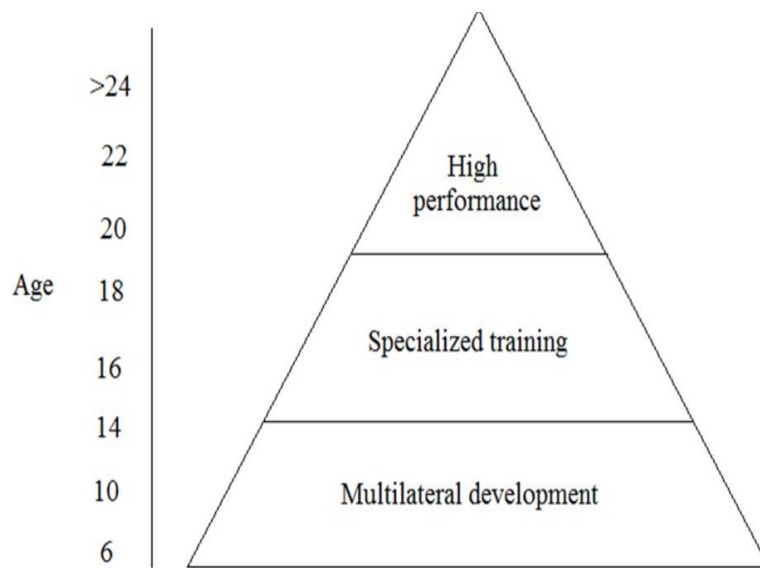 >24
22
High
performance
20
Age
18
Specialized training
16
14
10
Multilateral development
6